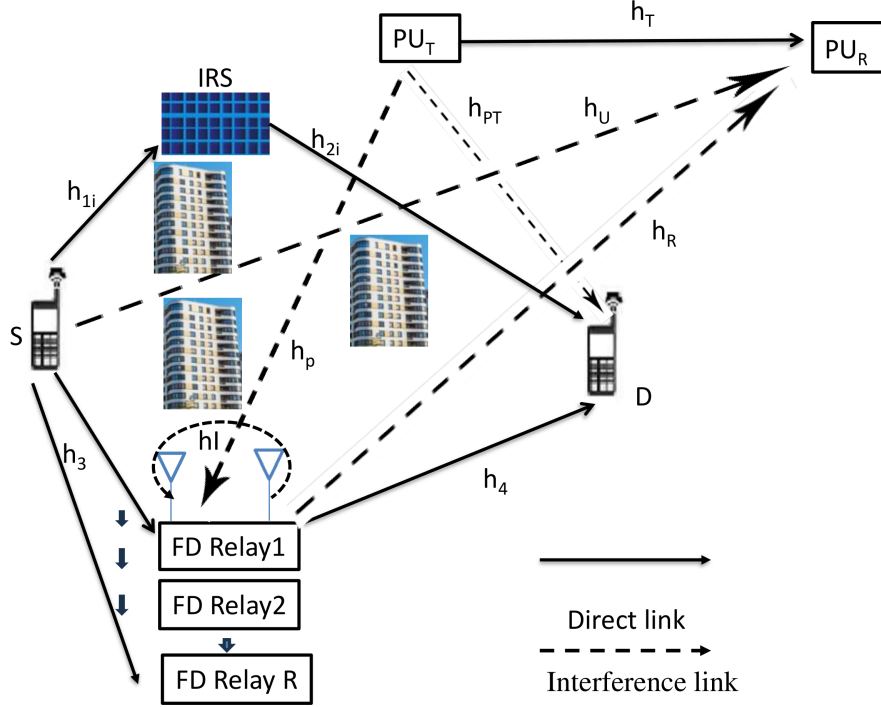 h_T
PU_T
PU_R
IRS
h_PT
h_U
h_2i
h_1i
h_R
S
h_p
D
hI
h_3
h_4
FD Relay1
FD Relay2
Direct link
FD Relay R
Interference link